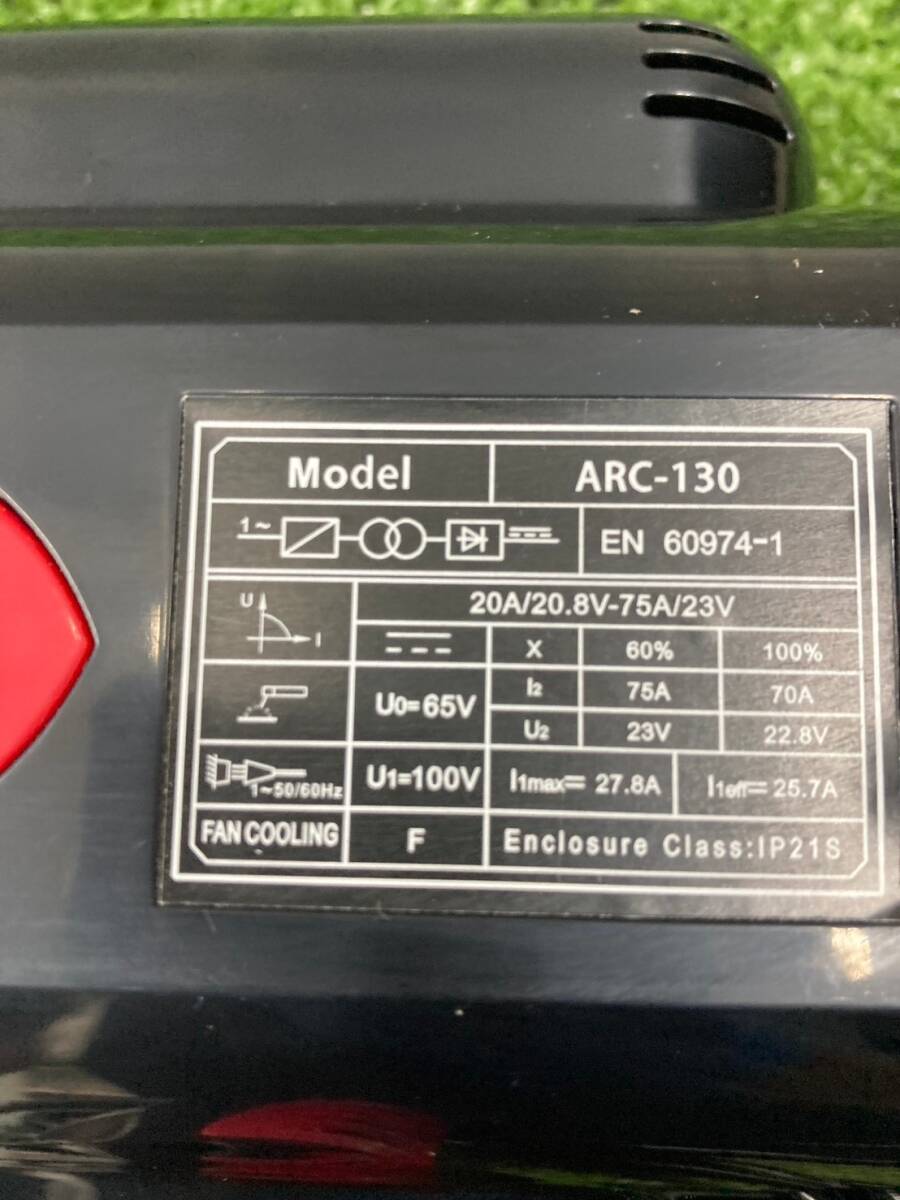 Model ARC-130
1~ EN 60974-1
U I 20A/20.8V-75A/23V
X 60% 100%
U0=65V I2 75A 70A
U2 23V 22.8V
1~50/60Hz U1=100V I1max= 27.8A I1eff= 25.7A
FAN COOLING F Enclosure Class:IP21S